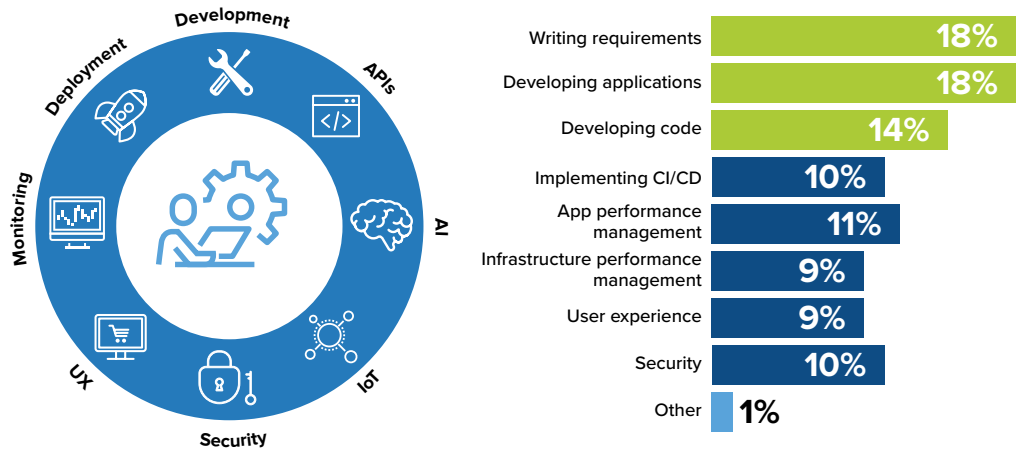 Development
APIs
AI
IoT
Security
UX
Monitoring
Deployment
</>
Writing requirements
18%
Developing applications
18%
Developing code
14%
Implementing CI/CD
10%
App performance
management
11%
Infrastructure performance
management
9%
User experience
9%
Security
10%
Other
1%